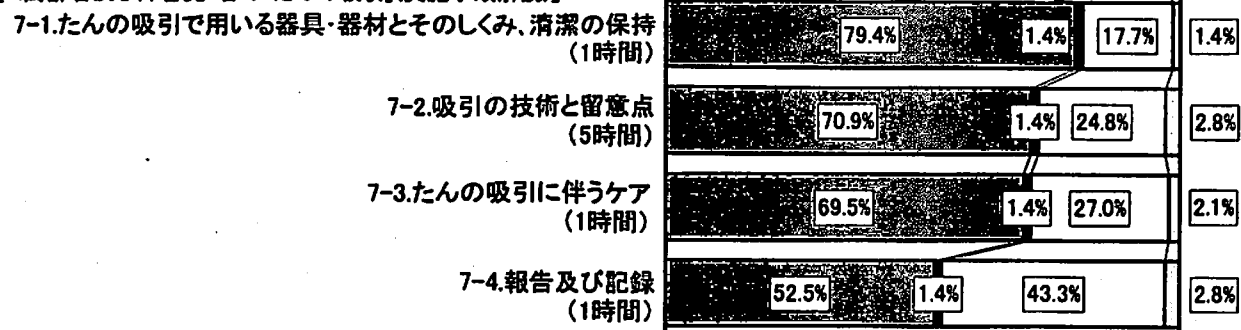 7-1.たんの吸引で用いる器具・器材とそのしくみ、清潔の保持
(1時間)
79.4% 1.4% 17.7% 1.4%
7-2.吸引の技術と留意点
(5時間)
70.9% 1.4% 24.8% 2.8%
7-3.たんの吸引に伴うケア
(1時間)
69.5% 1.4% 27.0% 2.1%
7-4.報告及び記録
(1時間)
52.5% 1.4% 43.3% 2.8%